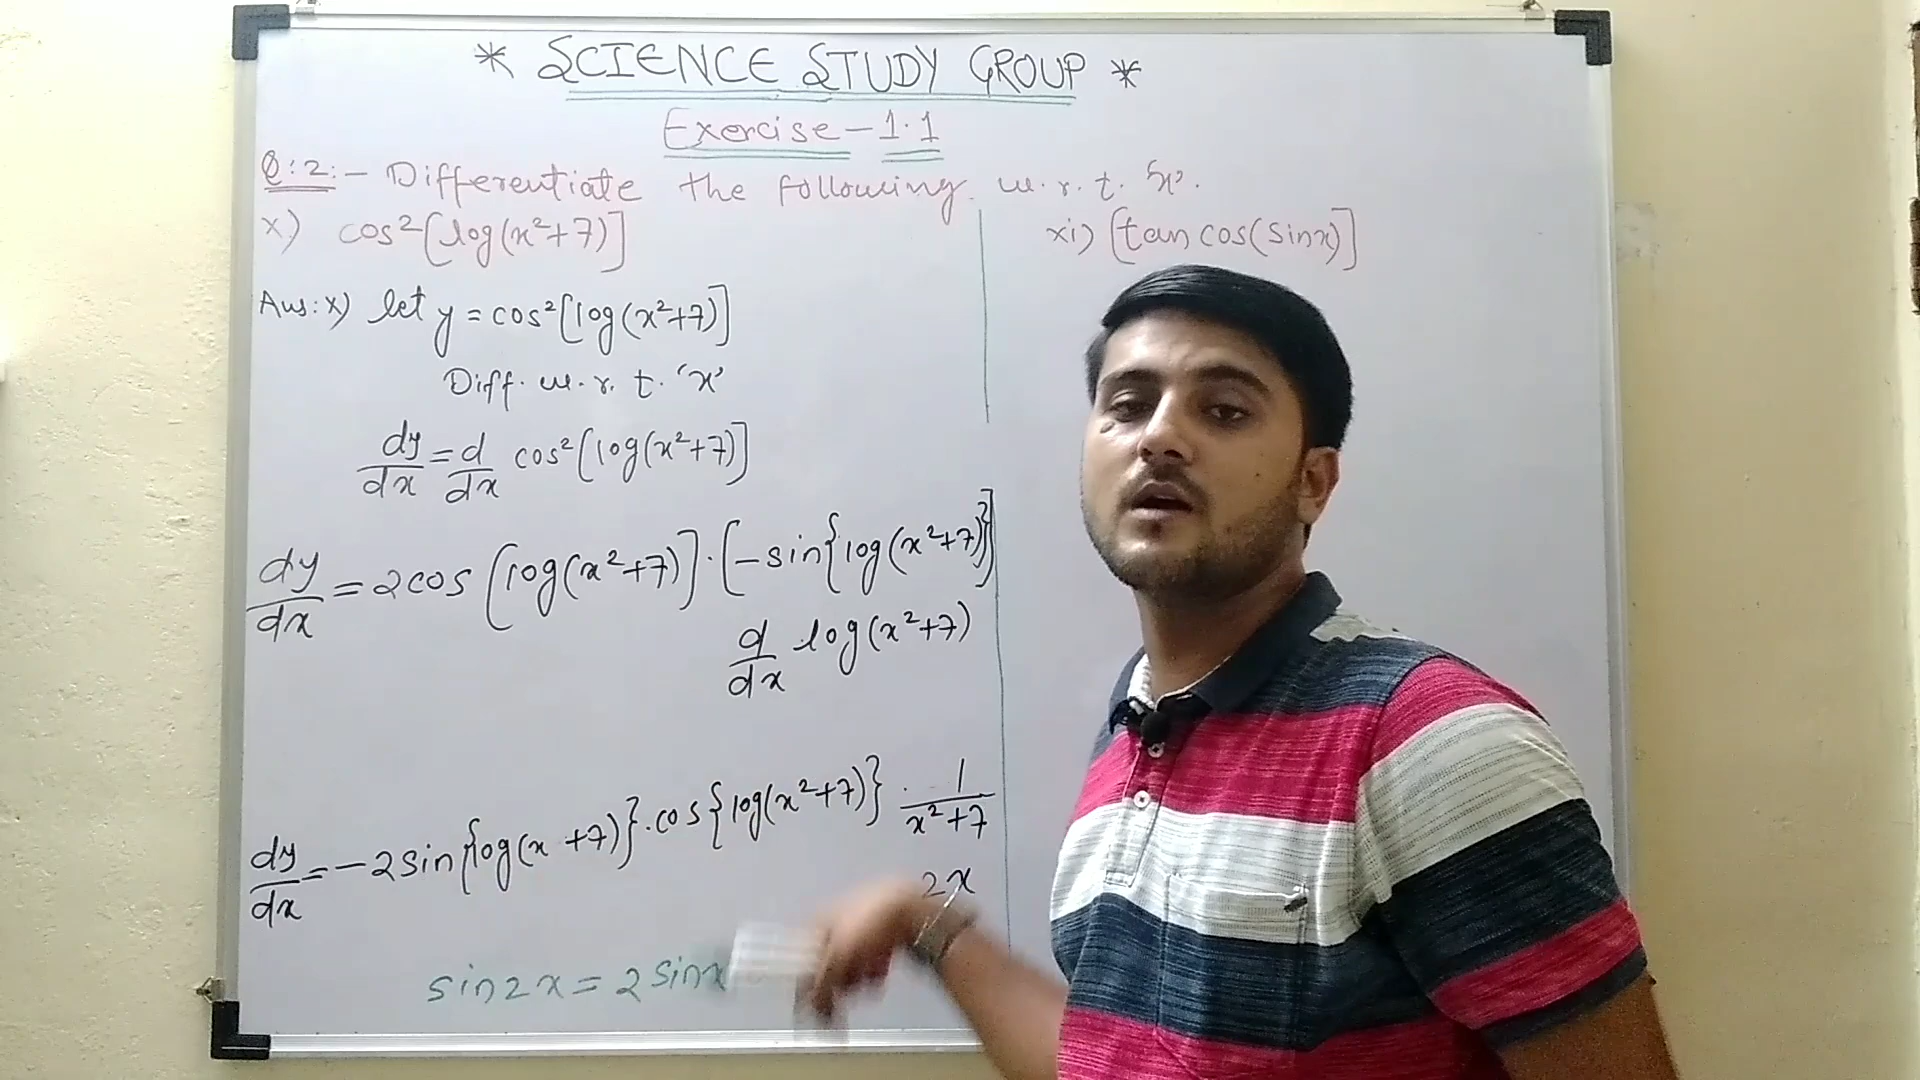 * SCIENCE STUDY GROUP *
Exercise - 1.1
Q:2:- Differentiate the following w.r.t. 'x'.
x) cos²[log(x²+7)]
xi) [tan cos(sinx)]
Ans: x) let y = cos²[log(x²+7)]
Diff. w.r.t. 'x'
dy/dx = d/dx cos²[log(x²+7)]
dy/dx = 2cos[log(x²+7)]·[-sin{log(x²+7)}]
d/dx log(x²+7)
dy/dx = -2sin{log(x +7)}·cos{log(x²+7)} · 1/x²+7
2x
sin2x = 2 sinx